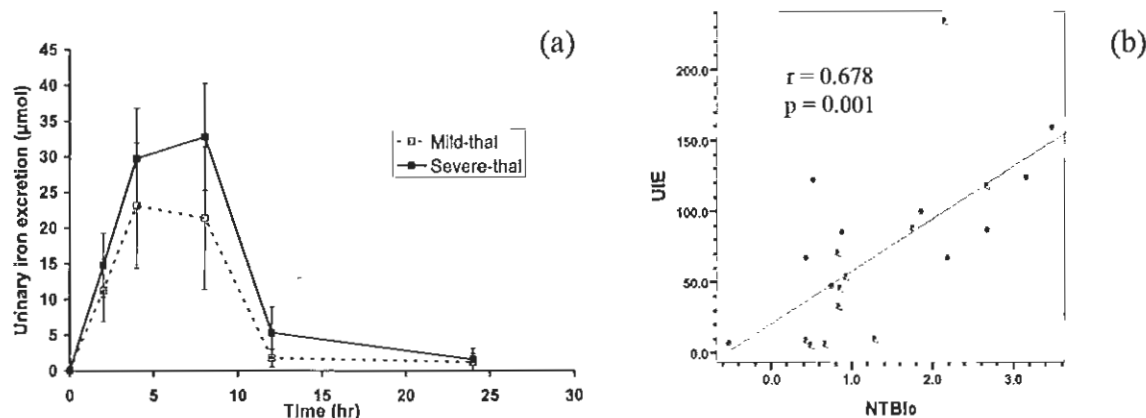 (a)
Urinary iron excretion (µmol)
45
40
35
30
25
20
15
10
5
0
0 5 10 15 20 25 30
Time (hr)
Mild-thal
Severe-thal
(b)
r = 0.678
p = 0.001
UIE
200.0
150.0
100.0
50.0
0.0
0.0 1.0 2.0 3.0
NTBIo